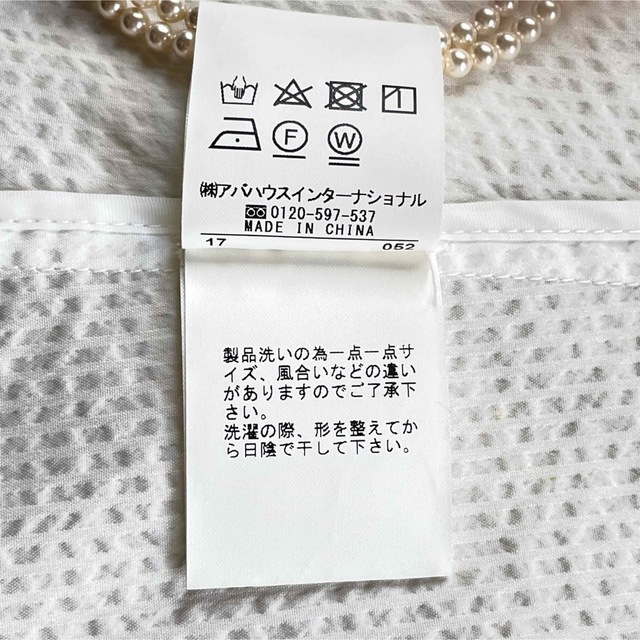 F
W
㈱アバハウスインターナショナル
0120-597-537
MADE IN CHINA
17 052
製品洗いの為一点一点サ
イズ、風合いなどの違い
がありますのでご了承下
さい。
洗濯の際、形を整えてか
ら日陰で干して下さい。